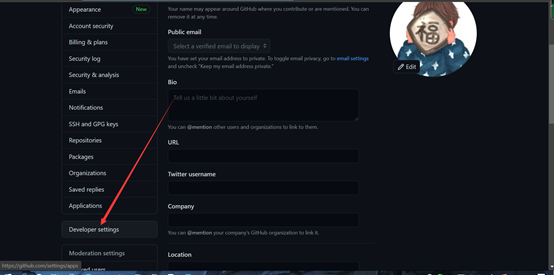 Appearance
New
Account security
Billing & plans
Security log
Security & analysis
Emails
Notifications
SSH and GPG keys
Repositories
Packages
Organizations
Saved replies
Applications
Developer settings
Moderation settings
users
https://github.com/settings/apps
Your name may appear around GitHub where you contribute or are mentioned. You can
remove it at any time.
Public email
Select a verified email to display
You have set your email address to private. To toggle email privacy, go to email settings
and uncheck "Keep my email address private."
Bio
Tell us a little bit about yourself
You can @mention other users and organizations to link to them.
URL
Twitter username
Company
You can @mention your company's GitHub organization to link it.
Location
福
Edit